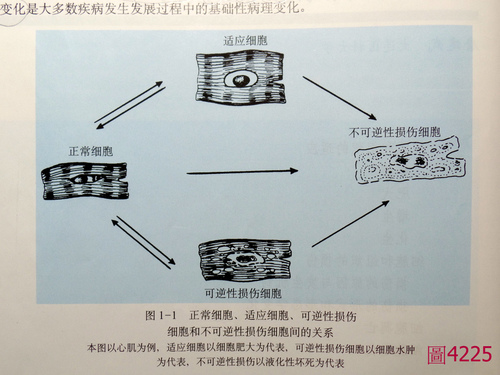 变化是大多数疾病发生发展过程中的基础性病理变化。
适应细胞
不可逆性损伤细胞
正常细胞
可逆性损伤细胞
图 1-1 正常细胞、适应细胞、可逆性损伤
细胞和不可逆性损伤细胞间的关系
本图以心肌为例，适应细胞以细胞肥大为代表，可逆性损伤细胞以细胞水肿
为代表，不可逆性损伤以液化性坏死为代表
圖4225